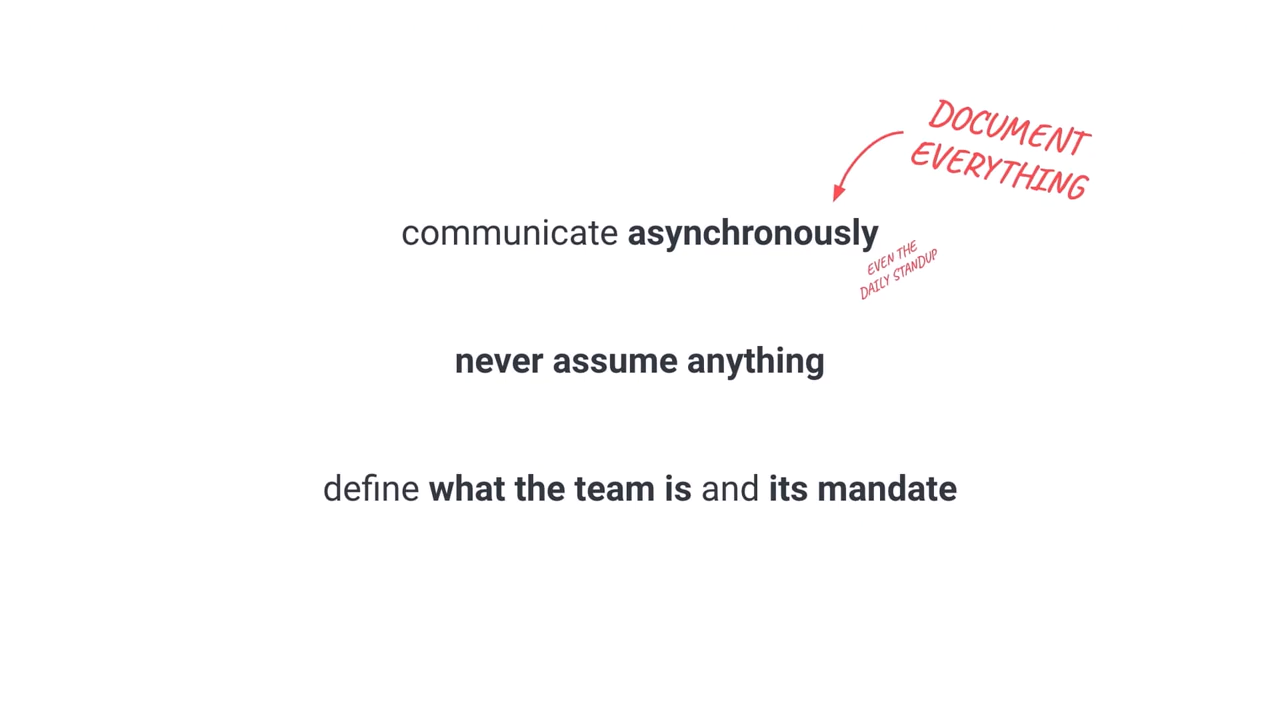 DOCUMENT
EVERYTHING
communicate asynchronously
EVEN THE
DAILY STANDUP
never assume anything
define what the team is and its mandate